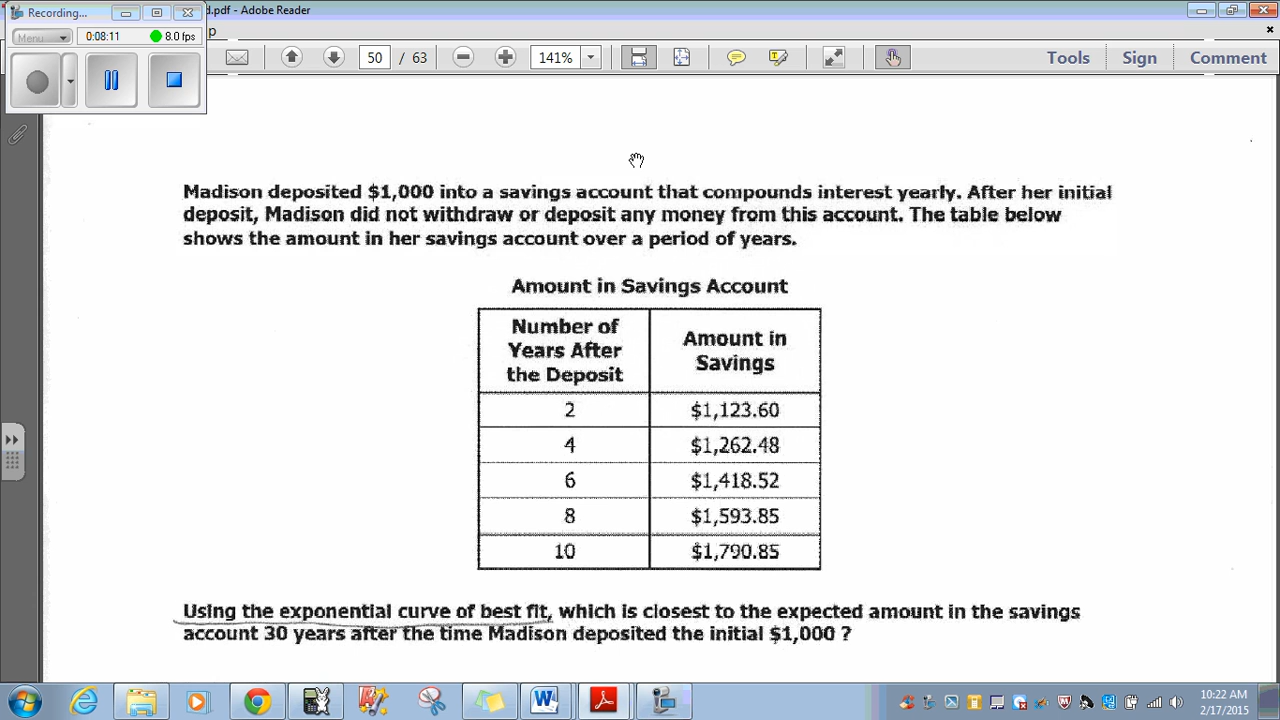 Recording...
d.pdf - Adobe Reader
Menu
0:08:11
8.0 fps
p
50 / 63
141%
Tools
Sign
Comment
Madison deposited $1,000 into a savings account that compounds interest yearly. After her initial
deposit, Madison did not withdraw or deposit any money from this account. The table below
shows the amount in her savings account over a period of years.
Amount in Savings Account
Number of
Years After
the Deposit
Amount in
Savings
2 $1,123.60
4 $1,262.48
6 $1,418.52
8 $1,593.85
10 $1,790.85
Using the exponential curve of best fit, which is closest to the expected amount in the savings
account 30 years after the time Madison deposited the initial $1,000 ?
10:22 AM
2/17/2015